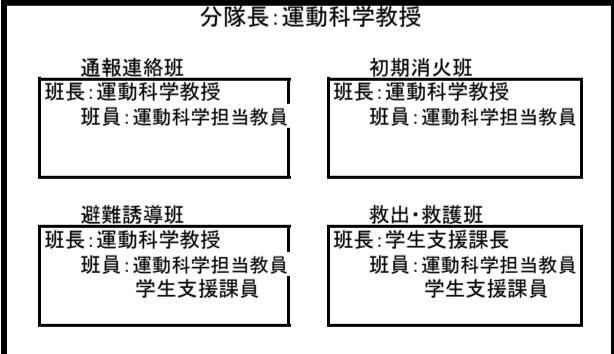 分隊長:運動科学教授
通報連絡班
班長:運動科学教授
班員:運動科学担当教員
初期消火班
班長:運動科学教授
班員:運動科学担当教員
避難誘導班
班長:運動科学教授
班員:運動科学担当教員
学生支援課員
救出・救護班
班長:学生支援課長
班員:運動科学担当教員
学生支援課員